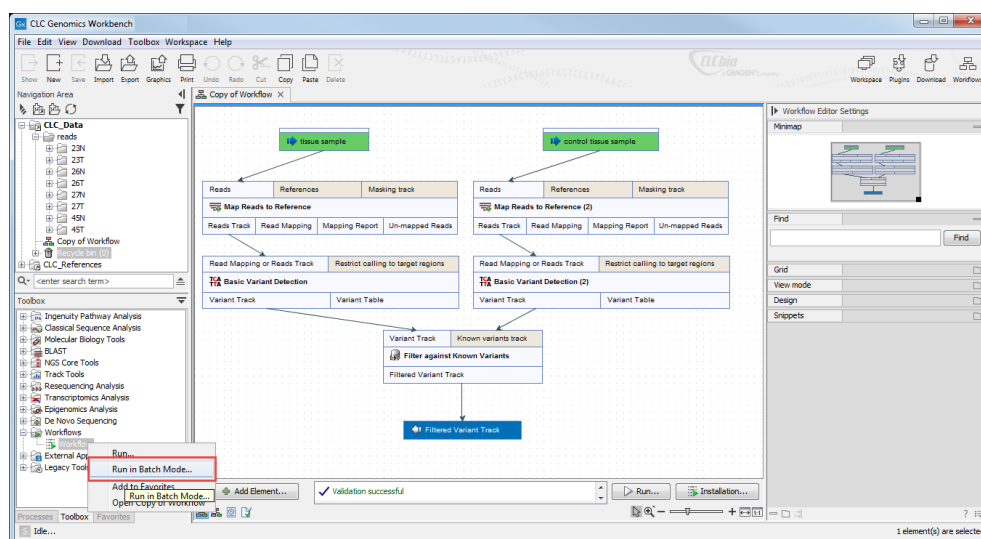 CLC Genomics Workbench
File Edit View Download Toolbox Workspace Help
Show New Save Import Export Graphics Print Undo Redo Cut Copy Paste Delete
CLCbio
Workspace Plugins Download Workflows
Navigation Area
Copy of Workflow
CLC_Data
reads
23N
23T
26N
26T
27N
27T
45N
45T
Copy of Workflow
Recycle bin (0)
CLC_References
<enter search term>
Toolbox
Ingenuity Pathway Analysis
Classical Sequence Analysis
Molecular Biology Tools
BLAST
NGS Core Tools
Track Tools
Resequencing Analysis
Transcriptomics Analysis
Epigenomics Analysis
De Novo Sequencing
Workflows
Workflow
External App
Legacy Tools
Run...
Run in Batch Mode...
Add to Favorites
Run in Batch Mode...
Open Copy of Workflow
Processes Toolbox Favorites
Idle...
tissue sample
control tissue sample
Reads References Masking track
Map Reads to Reference
Reads Track Read Mapping Mapping Report Un-mapped Reads
Reads References Masking track
Map Reads to Reference (2)
Reads Track Read Mapping Mapping Report Un-mapped Reads
Read Mapping or Reads Track Restrict calling to target regions
Basic Variant Detection
Variant Track Variant Table
Read Mapping or Reads Track Restrict calling to target regions
Basic Variant Detection (2)
Variant Track Variant Table
Variant Track Known variants track
Filter against Known Variants
Filtered Variant Track
Filtered Variant Track
Add Element...
Validation successful
Run...
Installation...
Workflow Editor Settings
Minimap
Find
Find
Grid
View mode
Design
Snippets
1 element(s) are selected